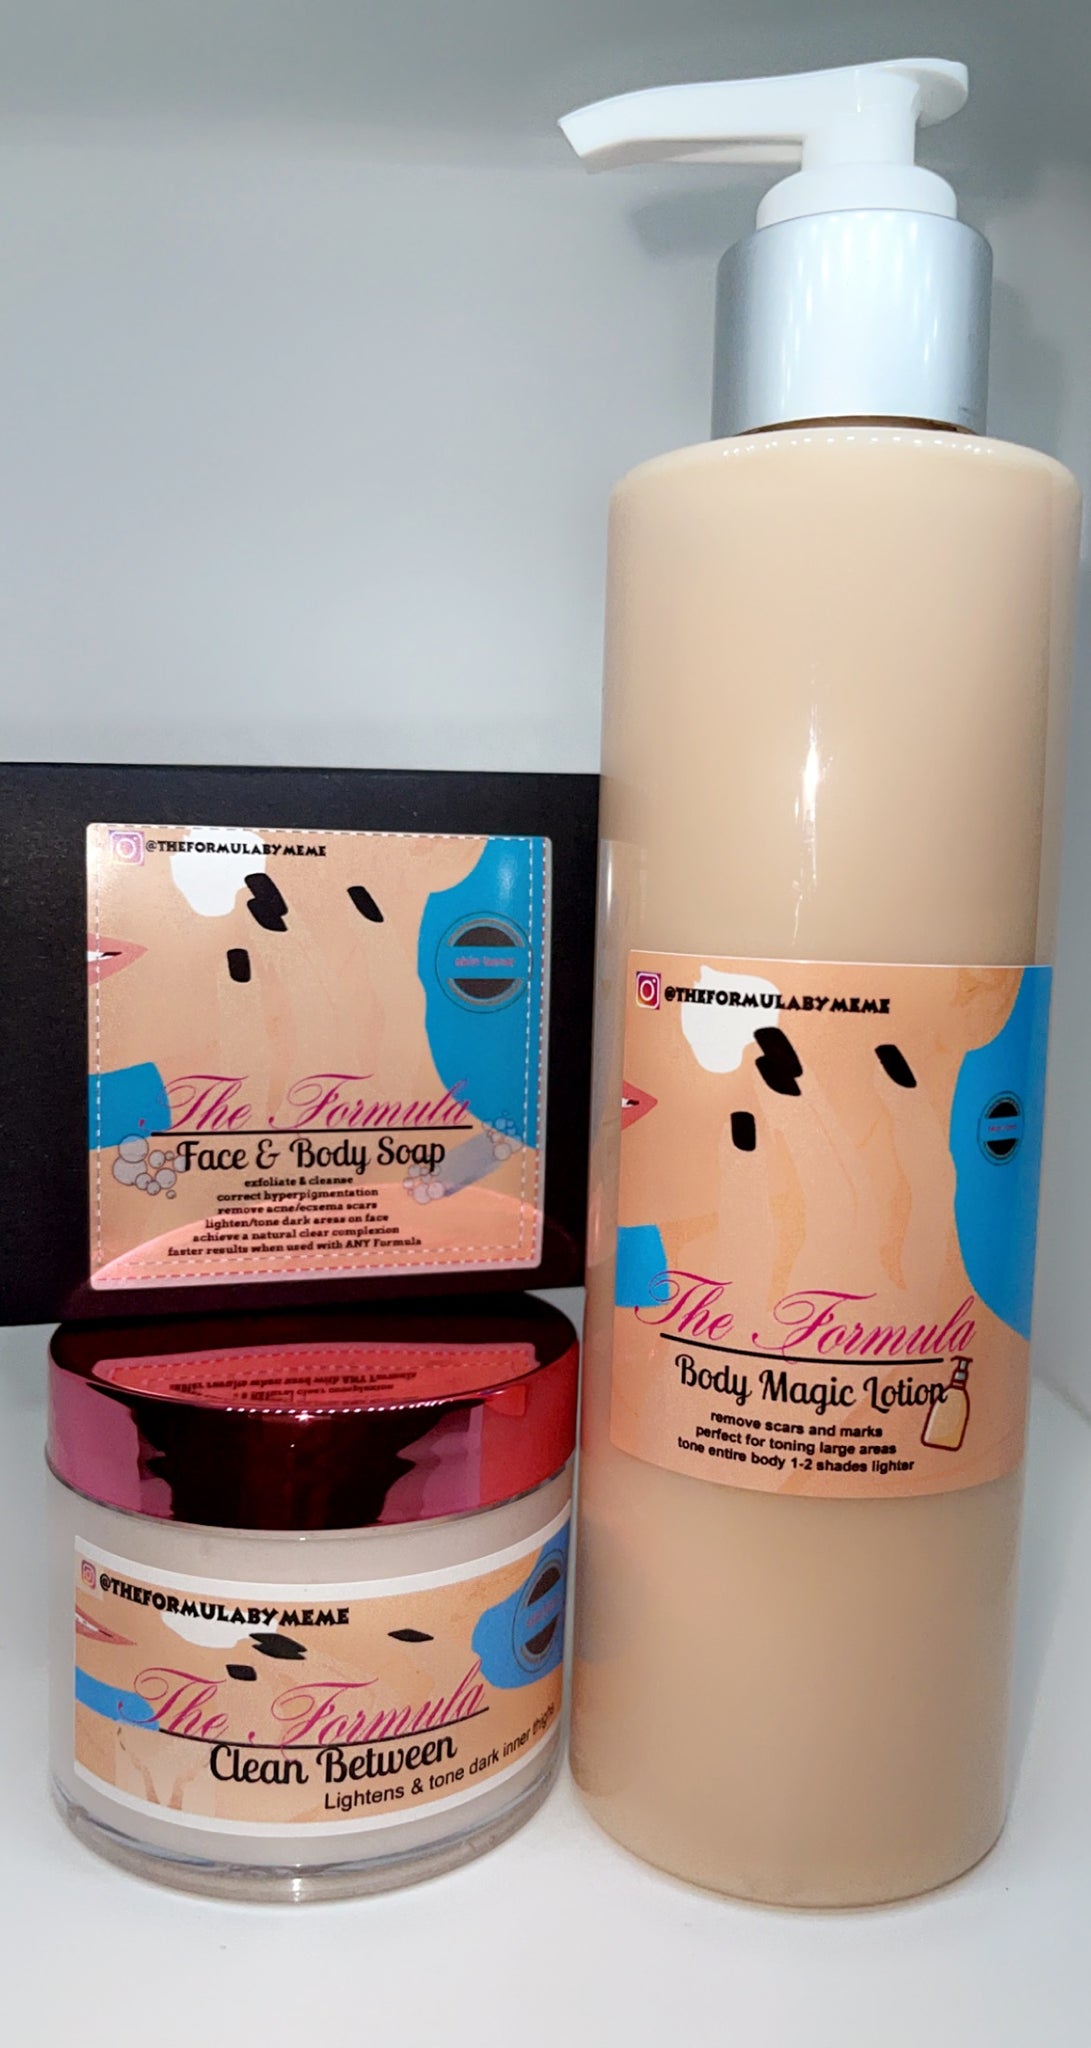 @THEFORMULABYMEME
skin toner
The Formula
Face & Body Soap
exfoliate & cleanse
correct hyperpigmentation
remove acne/eczema scars
lighten/tone dark areas on face
achieve a natural clear complexion
faster results when used with ANY Formula
@THEFORMULABYMEME
The Formula
Body Magic Lotion
remove scars and marks
perfect for toning large areas
tone entire body 1-2 shades lighter
@THEFORMULABYMEME
The Formula
Clean Between
Lightens & tone dark inner thighs